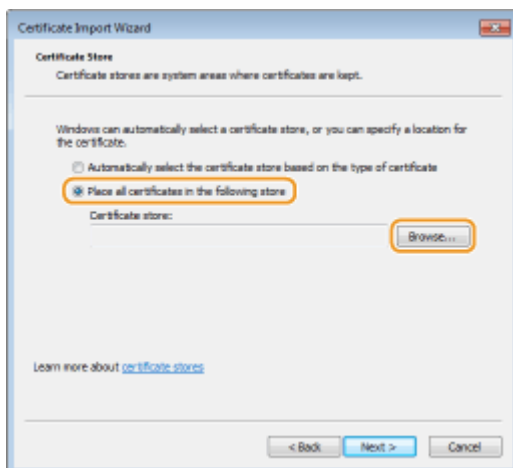 Certificate Import Wizard
Certificate Store
Certificate stores are system areas where certificates are kept.
Windows can automatically select a certificate store, or you can specify a location for
the certificate.
Automatically select the certificate store based on the type of certificate
Place all certificates in the following store
Certificate store:
Browse...
Learn more about certificate stores
< Back Next > Cancel